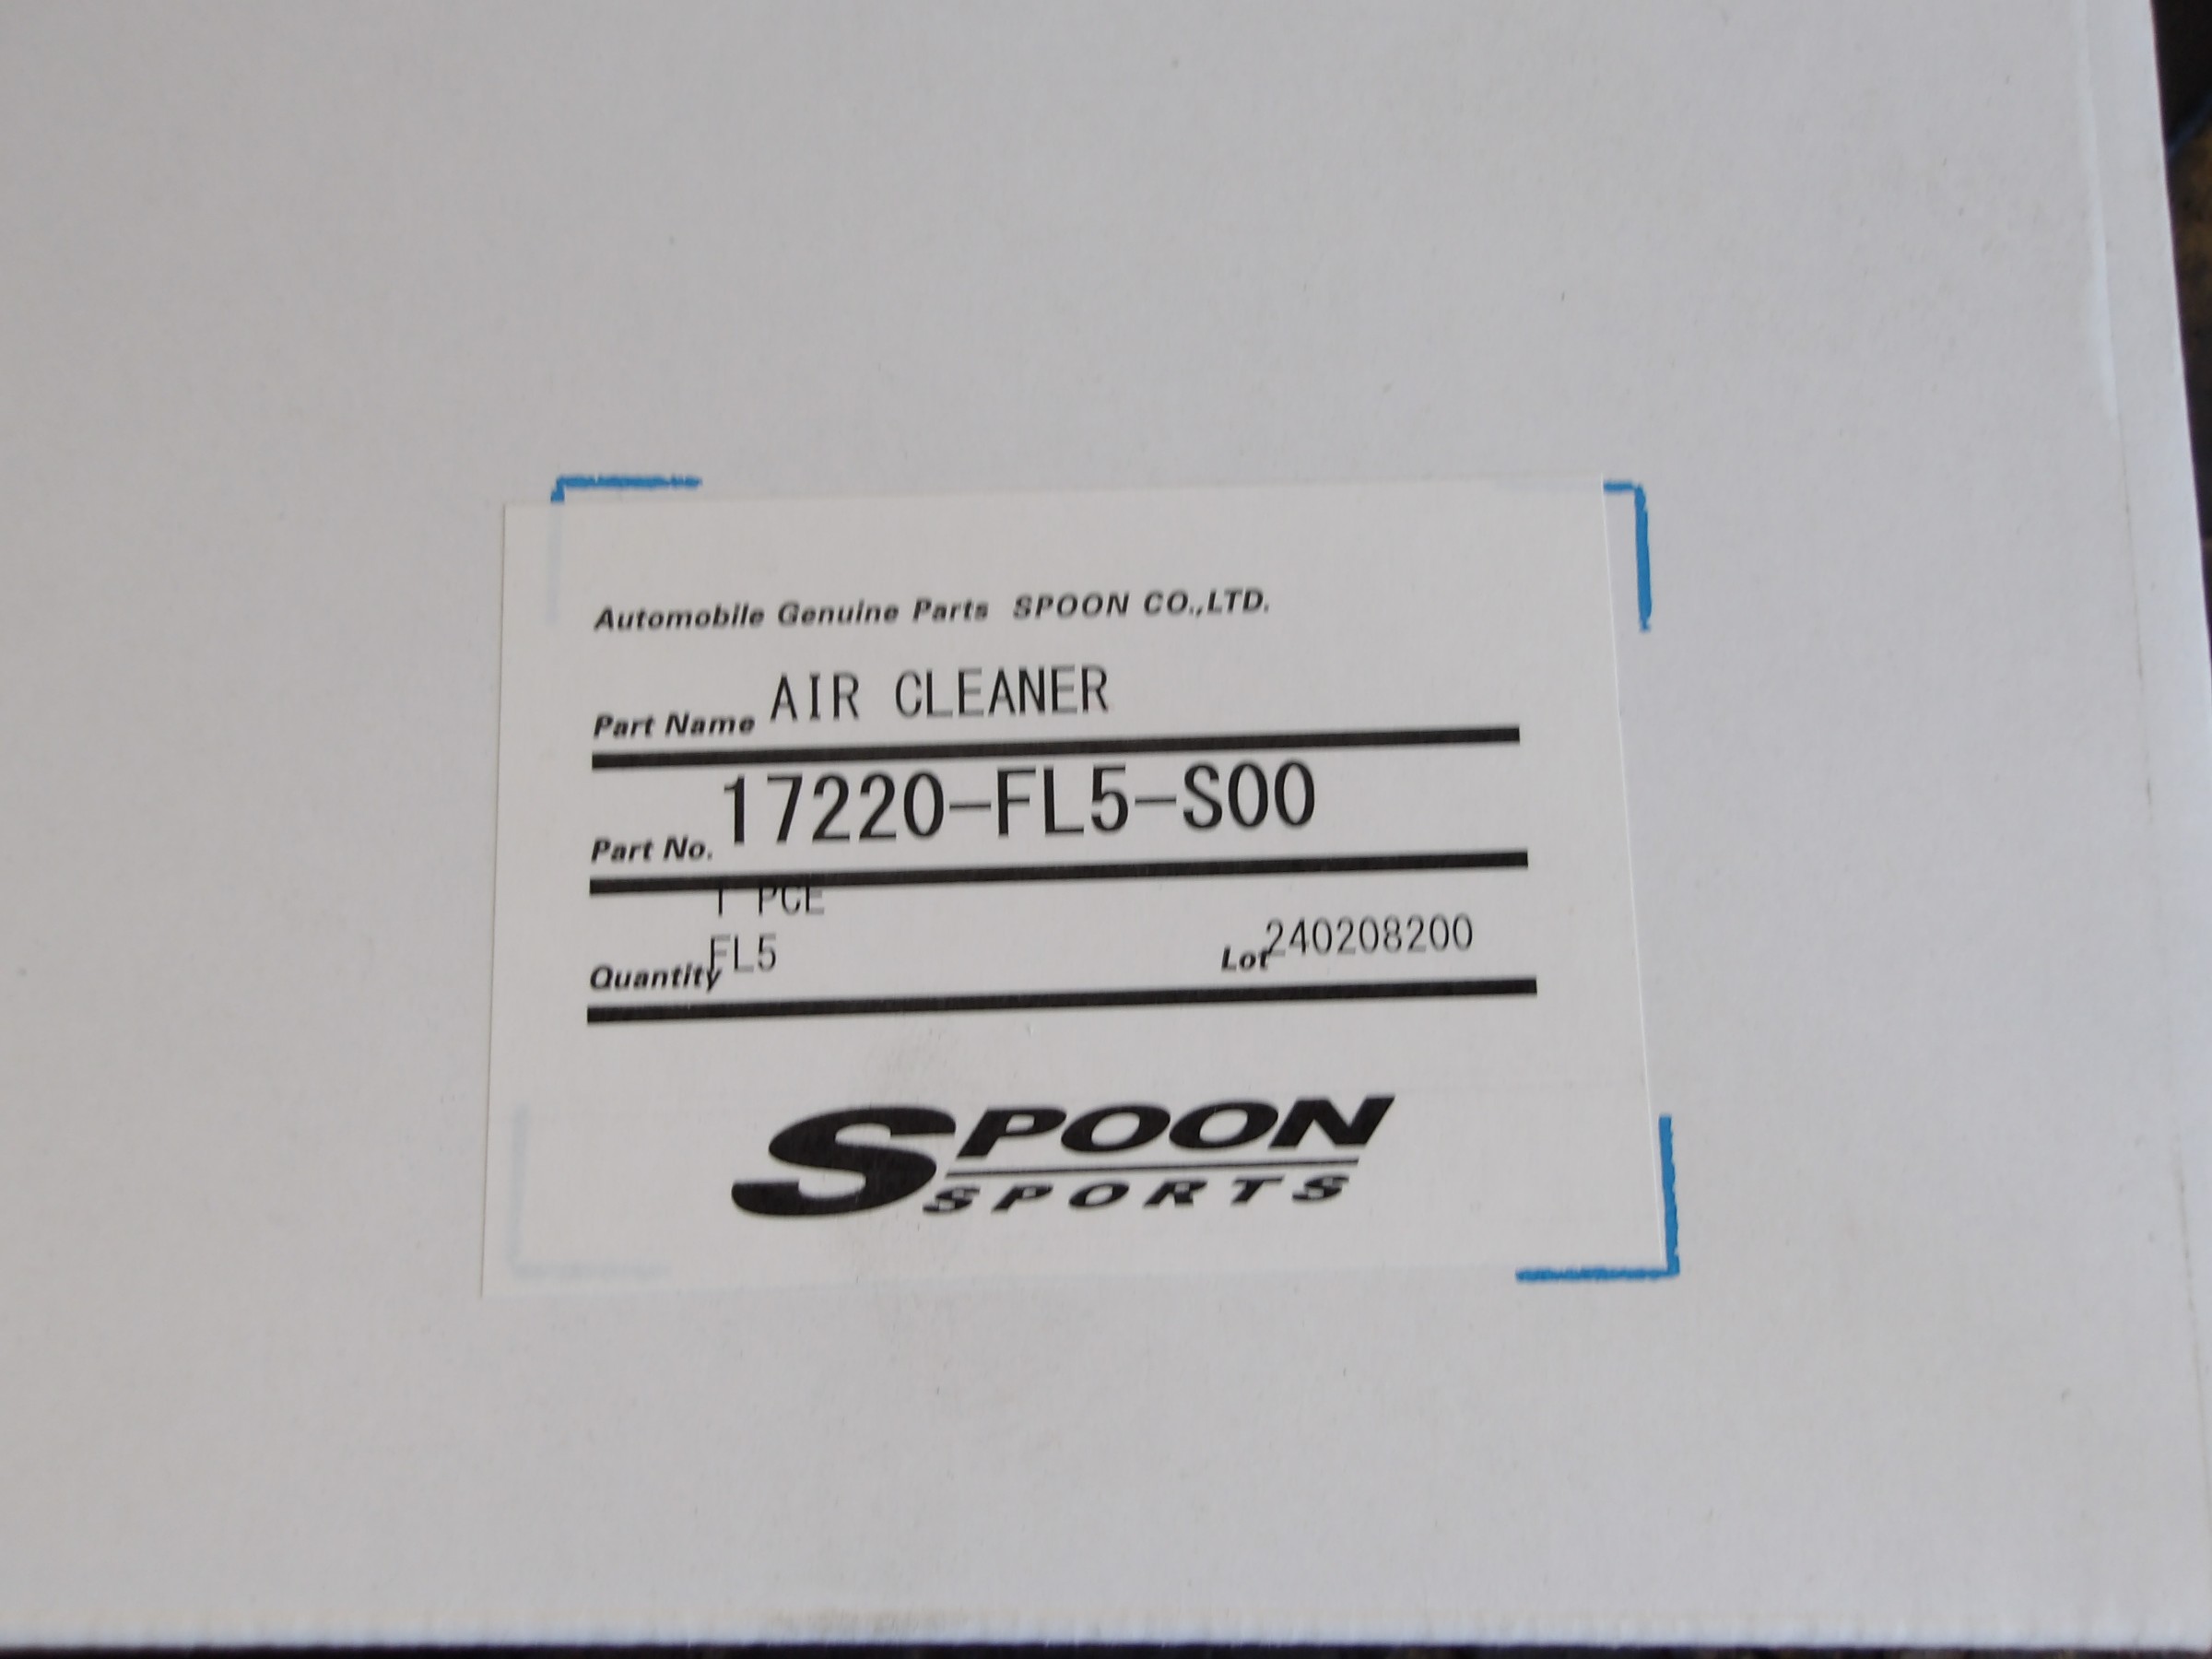 Automobile Genuine Parts SPOON CO.,LTD.
Part Name AIR CLEANER
Part No. 17220-FL5-S00
1 PCE
Quantity FL5 Lot 240208200
SPOON
SPORTS